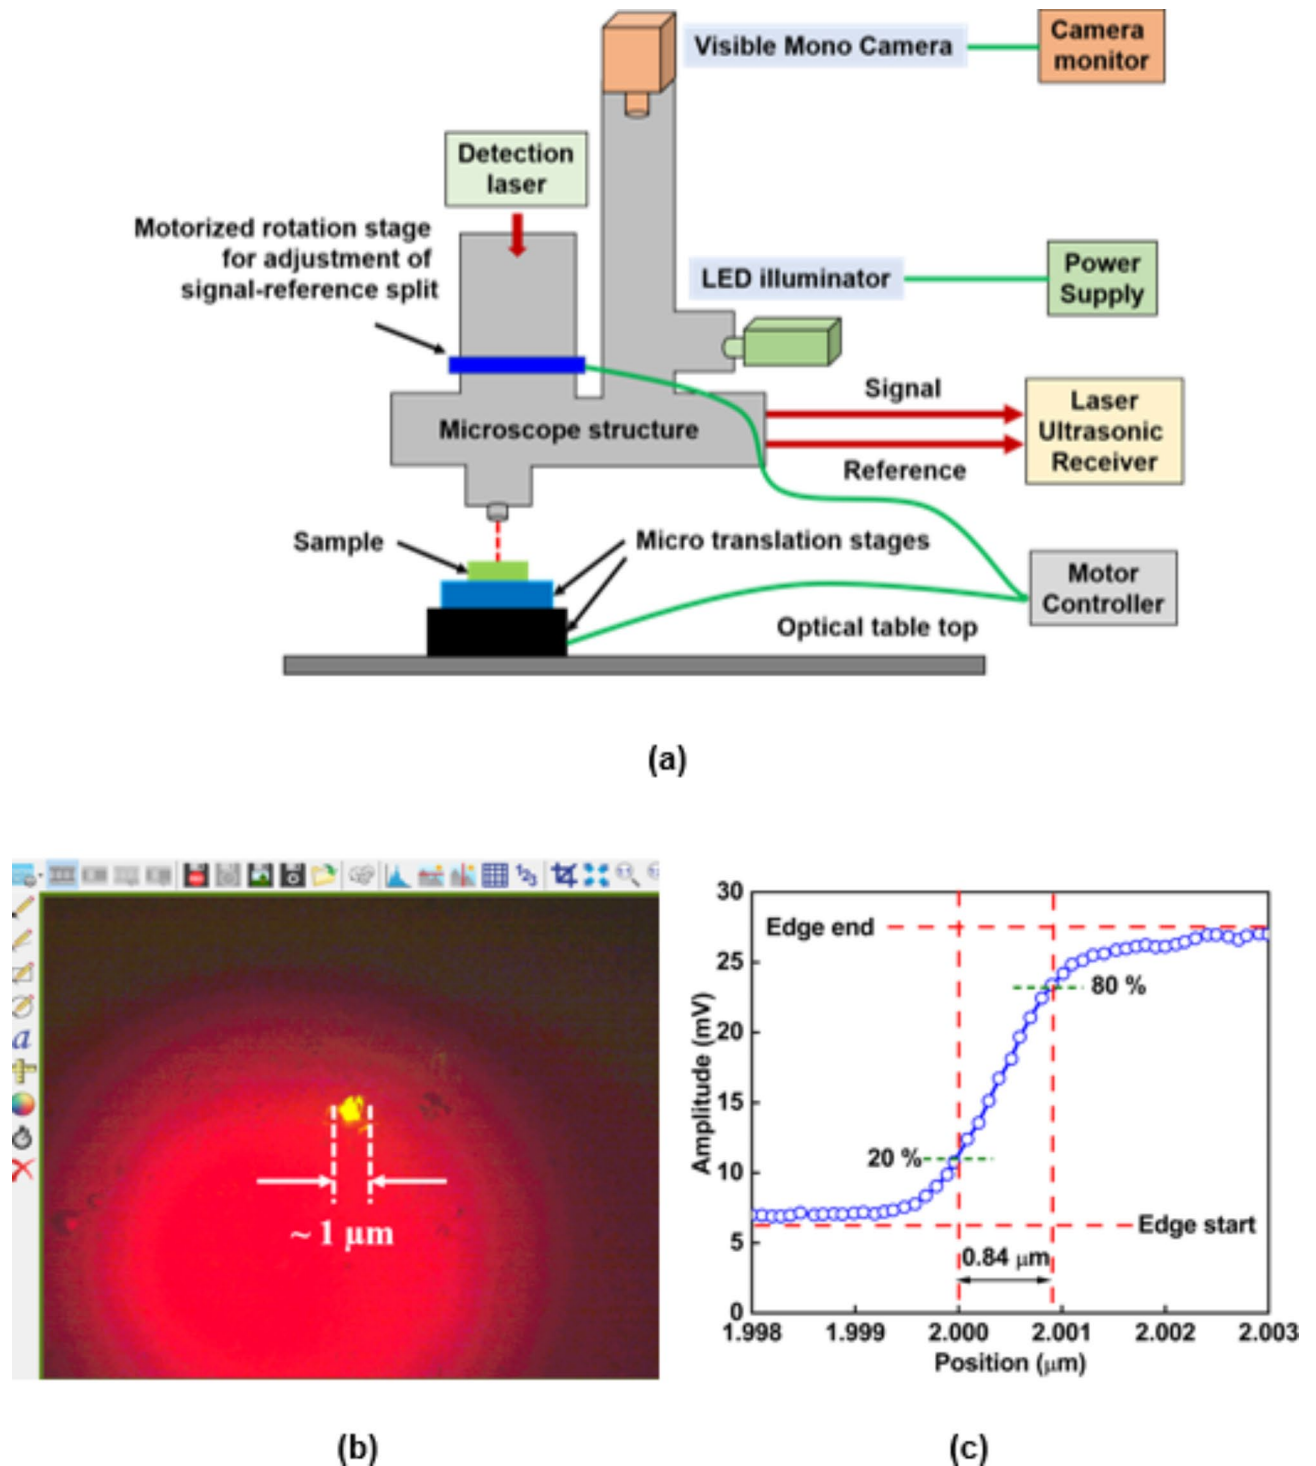 Visible Mono Camera
Camera
monitor
Detection
laser
Motorized rotation stage
for adjustment of
signal-reference split
LED illuminator
Power
Supply
Signal
Microscope structure
Reference
Laser
Ultrasonic
Receiver
Sample
Micro translation stages
Motor
Controller
Optical table top
(a)
123
a
~ 1 μm
(b)
30
25
20
15
10
5
0
Amplitude (mV)
Edge end
80 %
20 %
Edge start
0.84 μm
1.998
1.999
2.000
2.001
2.002
2.003
Position (μm)
(c)